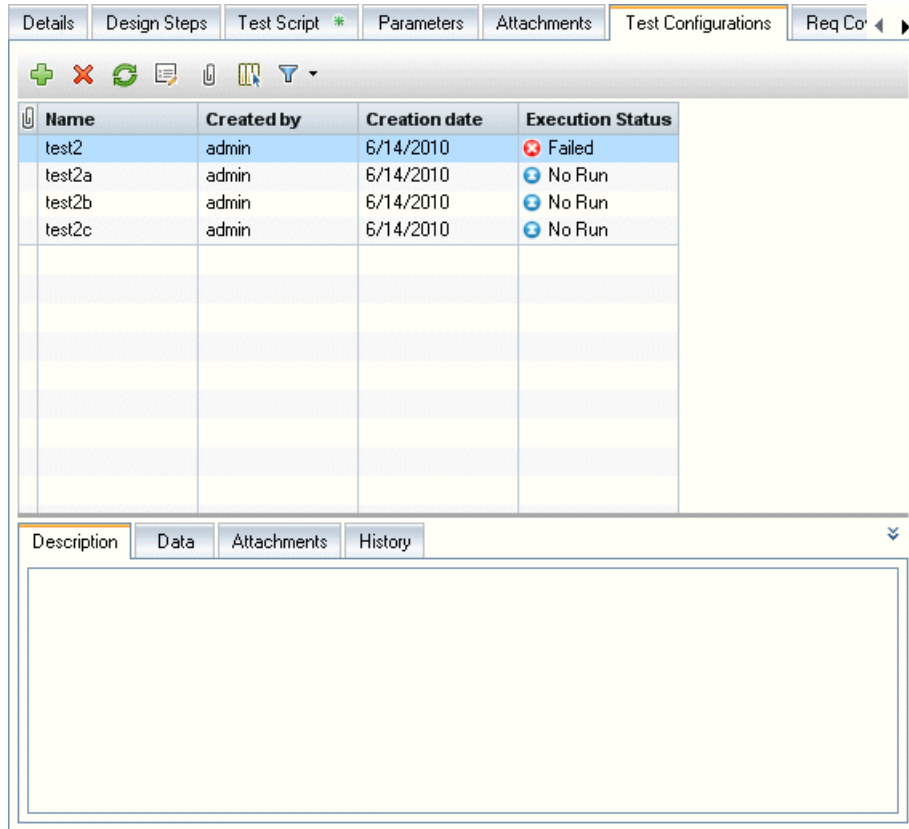 Details Design Steps Test Script * Parameters Attachments Test Configurations Req Co
Name Created by Creation date Execution Status
test2 admin 6/14/2010 Failed
test2a admin 6/14/2010 No Run
test2b admin 6/14/2010 No Run
test2c admin 6/14/2010 No Run
Description Data Attachments History